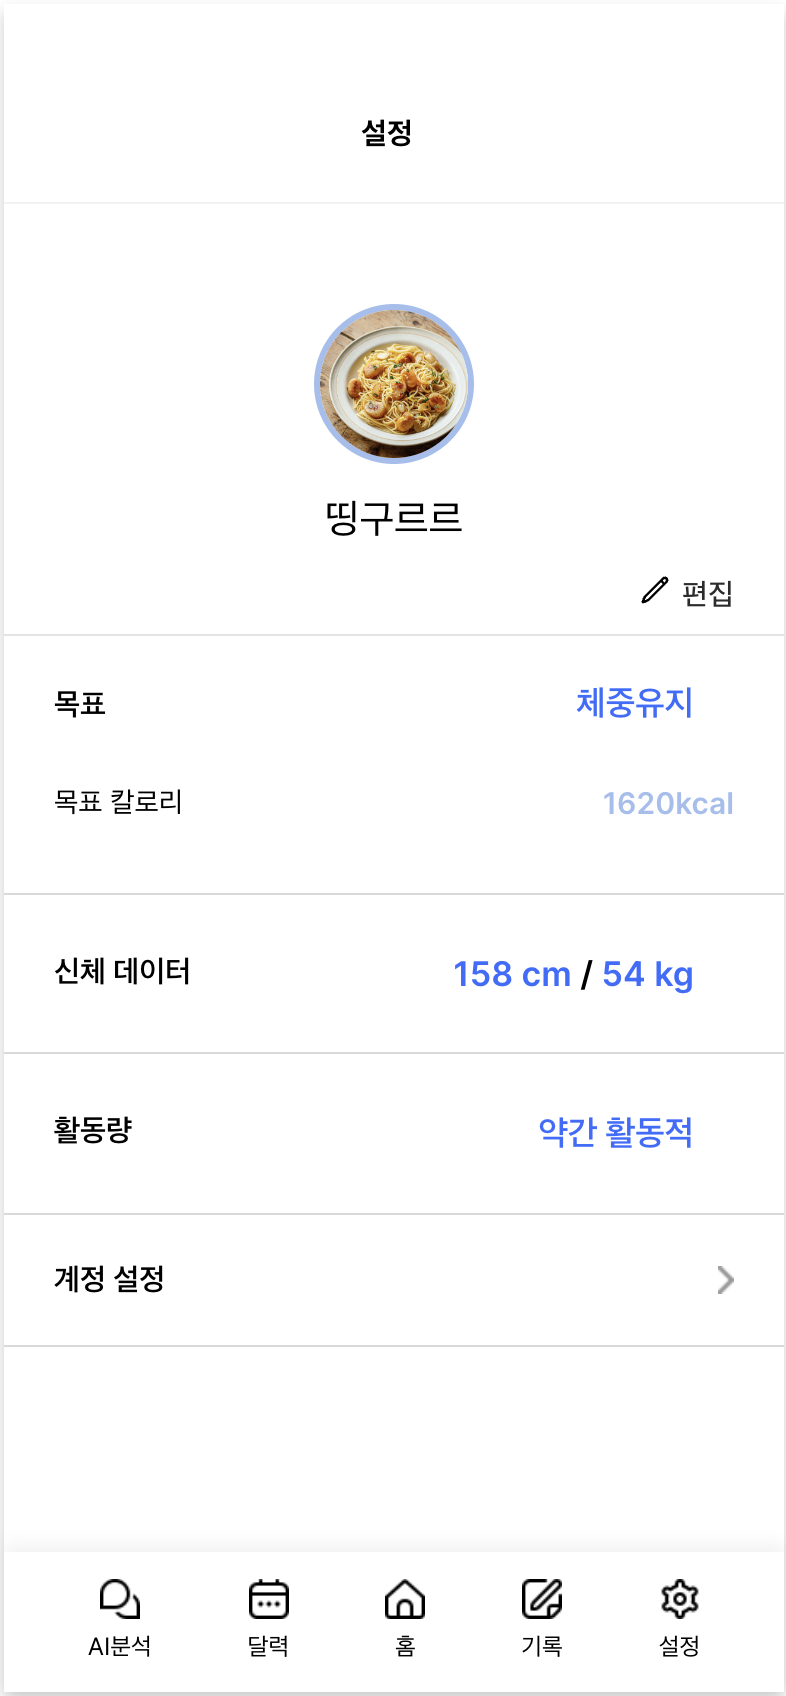 설정
띵구르르
편집
목표 체중유지
목표 칼로리 1620kcal
신체 데이터 158 cm / 54 kg
활동량 약간 활동적
계정 설정
AI분석 달력 홈 기록 설정